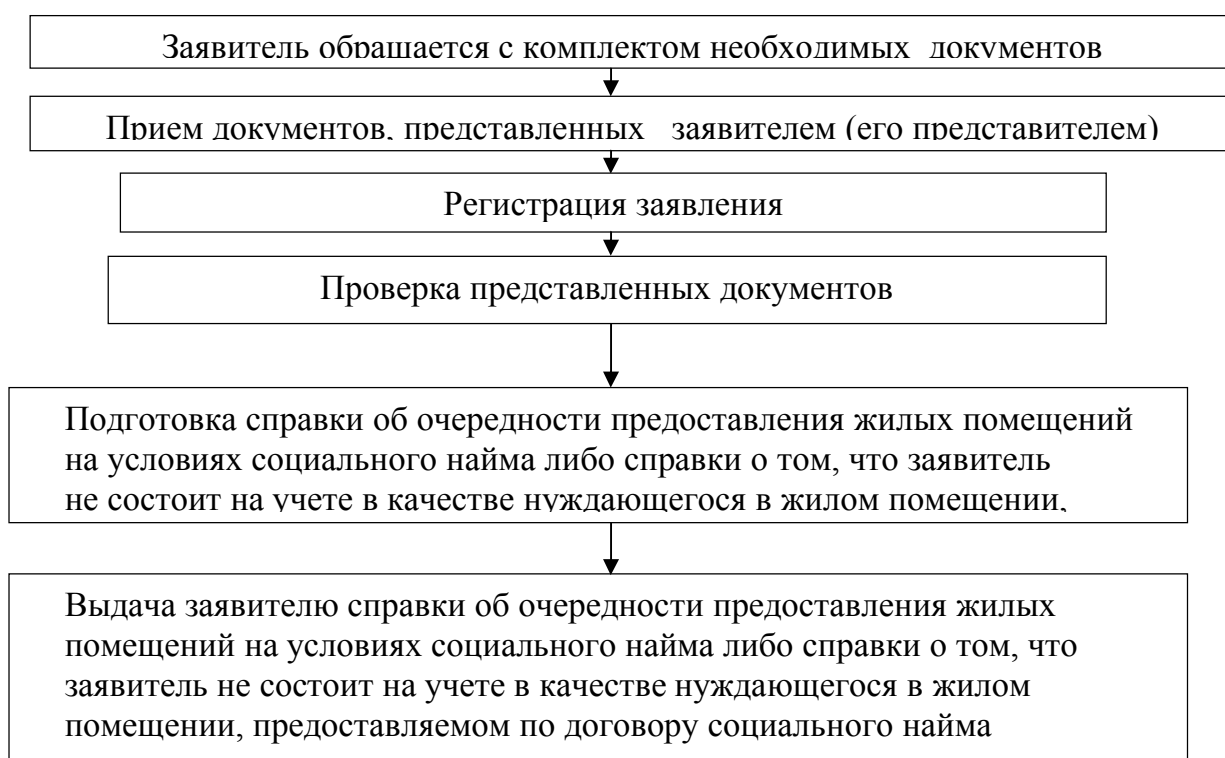 Заявитель обращается с комплектом необходимых документов
Прием документов, представленных заявителем (его представителем)
Регистрация заявления
Проверка представленных документов
Подготовка справки об очередности предоставления жилых помещений
на условиях социального найма либо справки о том, что заявитель
не состоит на учете в качестве нуждающегося в жилом помещении,
Выдача заявителю справки об очередности предоставления жилых
помещений на условиях социального найма либо справки о том, что
заявитель не состоит на учете в качестве нуждающегося в жилом
помещении, предоставляемом по договору социального найма